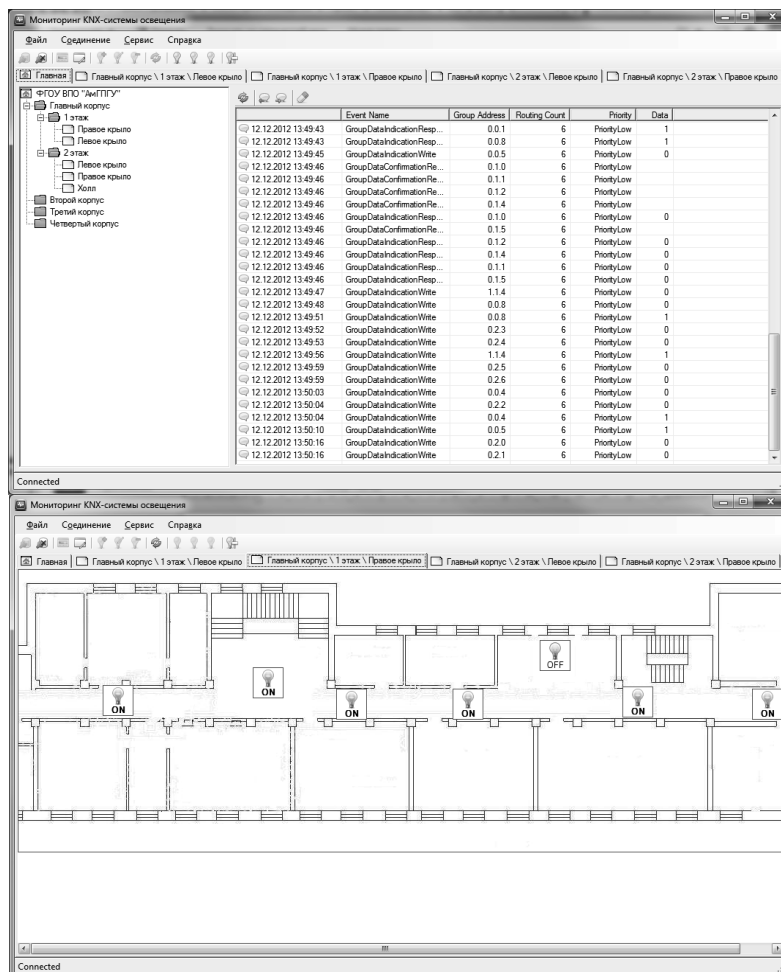 Мониторинг KNX-системы освещения
Файл Соединение Сервис Справка
Главная Главный корпус \ 1 этаж \ Левое крыло Главный корпус \ 1 этаж \ Правое крыло Главный корпус \ 2 этаж \ Левое крыло Главный корпус \ 2 этаж \ Правое крыло
ФГОУ ВПО "АмГПГУ"
Главный корпус
1 этаж
Правое крыло
Левое крыло
2 этаж
Левое крыло
Правое крыло
Холл
Второй корпус
Третий корпус
Четвертый корпус
Event Name Group Address Routing Count Priority Data
12.12.2012 13:49:43 GroupDataIndicationResp... 0.0.1 6 PriorityLow 1
12.12.2012 13:49:43 GroupDataIndicationResp... 0.0.8 6 PriorityLow 1
12.12.2012 13:49:45 GroupDataIndicationWrite 0.0.5 6 PriorityLow 0
12.12.2012 13:49:46 GroupDataConfirmationRe... 0.1.0 6 PriorityLow
12.12.2012 13:49:46 GroupDataConfirmationRe... 0.1.1 6 PriorityLow
12.12.2012 13:49:46 GroupDataConfirmationRe... 0.1.2 6 PriorityLow
12.12.2012 13:49:46 GroupDataConfirmationRe... 0.1.4 6 PriorityLow
12.12.2012 13:49:46 GroupDataIndicationResp... 0.1.0 6 PriorityLow 0
12.12.2012 13:49:46 GroupDataConfirmationRe... 0.1.5 6 PriorityLow
12.12.2012 13:49:46 GroupDataIndicationResp... 0.1.2 6 PriorityLow 0
12.12.2012 13:49:46 GroupDataIndicationResp... 0.1.4 6 PriorityLow 0
12.12.2012 13:49:46 GroupDataIndicationResp... 0.1.1 6 PriorityLow 0
12.12.2012 13:49:46 GroupDataIndicationResp... 0.1.5 6 PriorityLow 0
12.12.2012 13:49:47 GroupDataIndicationWrite 1.1.4 6 PriorityLow 0
12.12.2012 13:49:48 GroupDataIndicationWrite 0.0.8 6 PriorityLow 0
12.12.2012 13:49:51 GroupDataIndicationWrite 0.0.8 6 PriorityLow 1
12.12.2012 13:49:52 GroupDataIndicationWrite 0.2.3 6 PriorityLow 0
12.12.2012 13:49:53 GroupDataIndicationWrite 0.2.4 6 PriorityLow 0
12.12.2012 13:49:56 GroupDataIndicationWrite 1.1.4 6 PriorityLow 1
12.12.2012 13:49:59 GroupDataIndicationWrite 0.2.5 6 PriorityLow 0
12.12.2012 13:49:59 GroupDataIndicationWrite 0.2.6 6 PriorityLow 0
12.12.2012 13:50:03 GroupDataIndicationWrite 0.0.4 6 PriorityLow 0
12.12.2012 13:50:04 GroupDataIndicationWrite 0.2.2 6 PriorityLow 0
12.12.2012 13:50:04 GroupDataIndicationWrite 0.0.4 6 PriorityLow 1
12.12.2012 13:50:10 GroupDataIndicationWrite 0.0.5 6 PriorityLow 1
12.12.2012 13:50:16 GroupDataIndicationWrite 0.2.0 6 PriorityLow 0
12.12.2012 13:50:16 GroupDataIndicationWrite 0.2.1 6 PriorityLow 0
Connected
Мониторинг KNX-системы освещения
Файл Соединение Сервис Справка
Главная Главный корпус \ 1 этаж \ Левое крыло Главный корпус \ 1 этаж \ Правое крыло Главный корпус \ 2 этаж \ Левое крыло Главный корпус \ 2 этаж \ Правое крыло
OFF
ON
ON ON ON ON ON
Connected